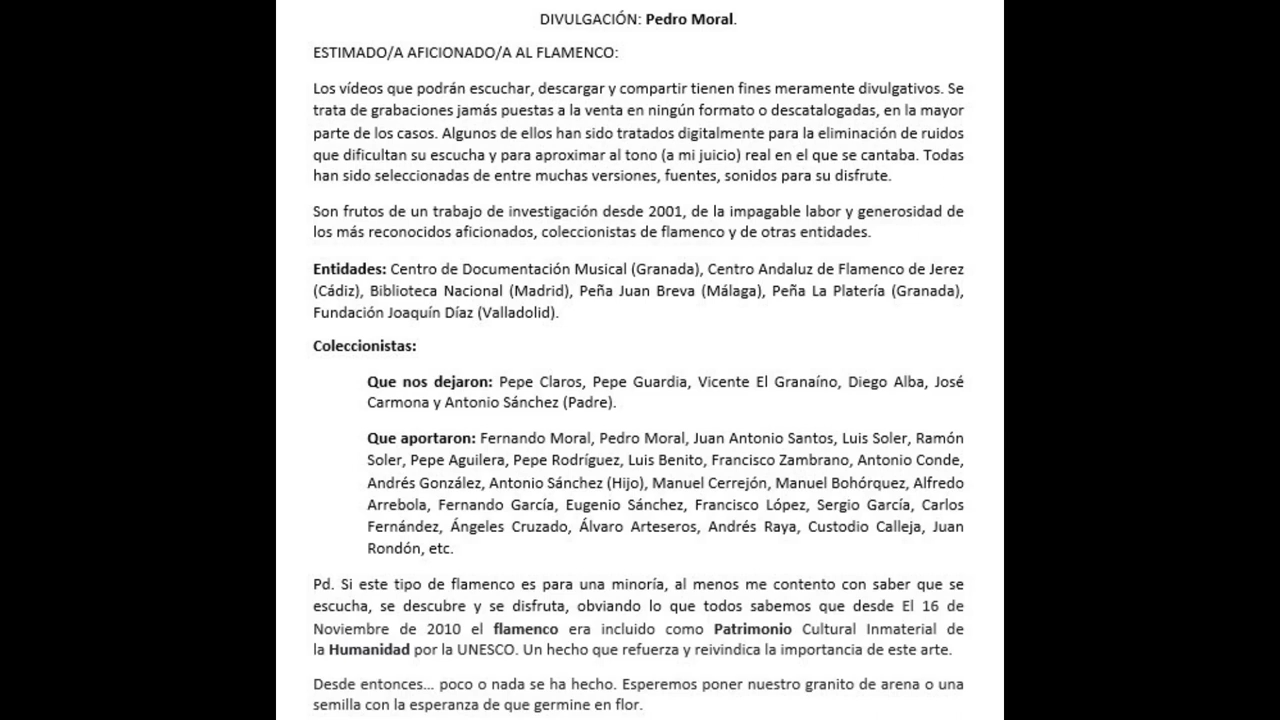 DIVULGACIÓN: Pedro Moral.
ESTIMADO/A AFICIONADO/A AL FLAMENCO:
Los vídeos que podrán escuchar, descargar y compartir tienen fines meramente divulgativos. Se
trata de grabaciones jamás puestas a la venta en ningún formato o descatalogadas, en la mayor
parte de los casos. Algunos de ellos han sido tratados digitalmente para la eliminación de ruidos
que dificultan su escucha y para aproximar al tono (a mi juicio) real en el que se cantaba. Todas
han sido seleccionadas de entre muchas versiones, fuentes, sonidos para su disfrute.
Son frutos de un trabajo de investigación desde 2001, de la impagable labor y generosidad de
los más reconocidos aficionados, coleccionistas de flamenco y de otras entidades.
Entidades: Centro de Documentación Musical (Granada), Centro Andaluz de Flamenco de Jerez
(Cádiz), Biblioteca Nacional (Madrid), Peña Juan Breva (Málaga), Peña La Platería (Granada),
Fundación Joaquín Díaz (Valladolid).
Coleccionistas:
Que nos dejaron: Pepe Claros, Pepe Guardia, Vicente El Granaíno, Diego Alba, José
Carmona y Antonio Sánchez (Padre).
Que aportaron: Fernando Moral, Pedro Moral, Juan Antonio Santos, Luis Soler, Ramón
Soler, Pepe Aguilera, Pepe Rodríguez, Luis Benito, Francisco Zambrano, Antonio Conde,
Andrés González, Antonio Sánchez (Hijo), Manuel Cerrejón, Manuel Bohórquez, Alfredo
Arrebola, Fernando García, Eugenio Sánchez, Francisco López, Sergio García, Carlos
Fernández, Ángeles Cruzado, Álvaro Arteseros, Andrés Raya, Custodio Calleja, Juan
Rondón, etc.
Pd. Si este tipo de flamenco es para una minoría, al menos me contento con saber que se
escucha, se descubre y se disfruta, obviando lo que todos sabemos que desde El 16 de
Noviembre de 2010 el flamenco era incluido como Patrimonio Cultural Inmaterial de
la Humanidad por la UNESCO. Un hecho que refuerza y reivindica la importancia de este arte.
Desde entonces... poco o nada se ha hecho. Esperemos poner nuestro granito de arena o una
semilla con la esperanza de que germine en flor.